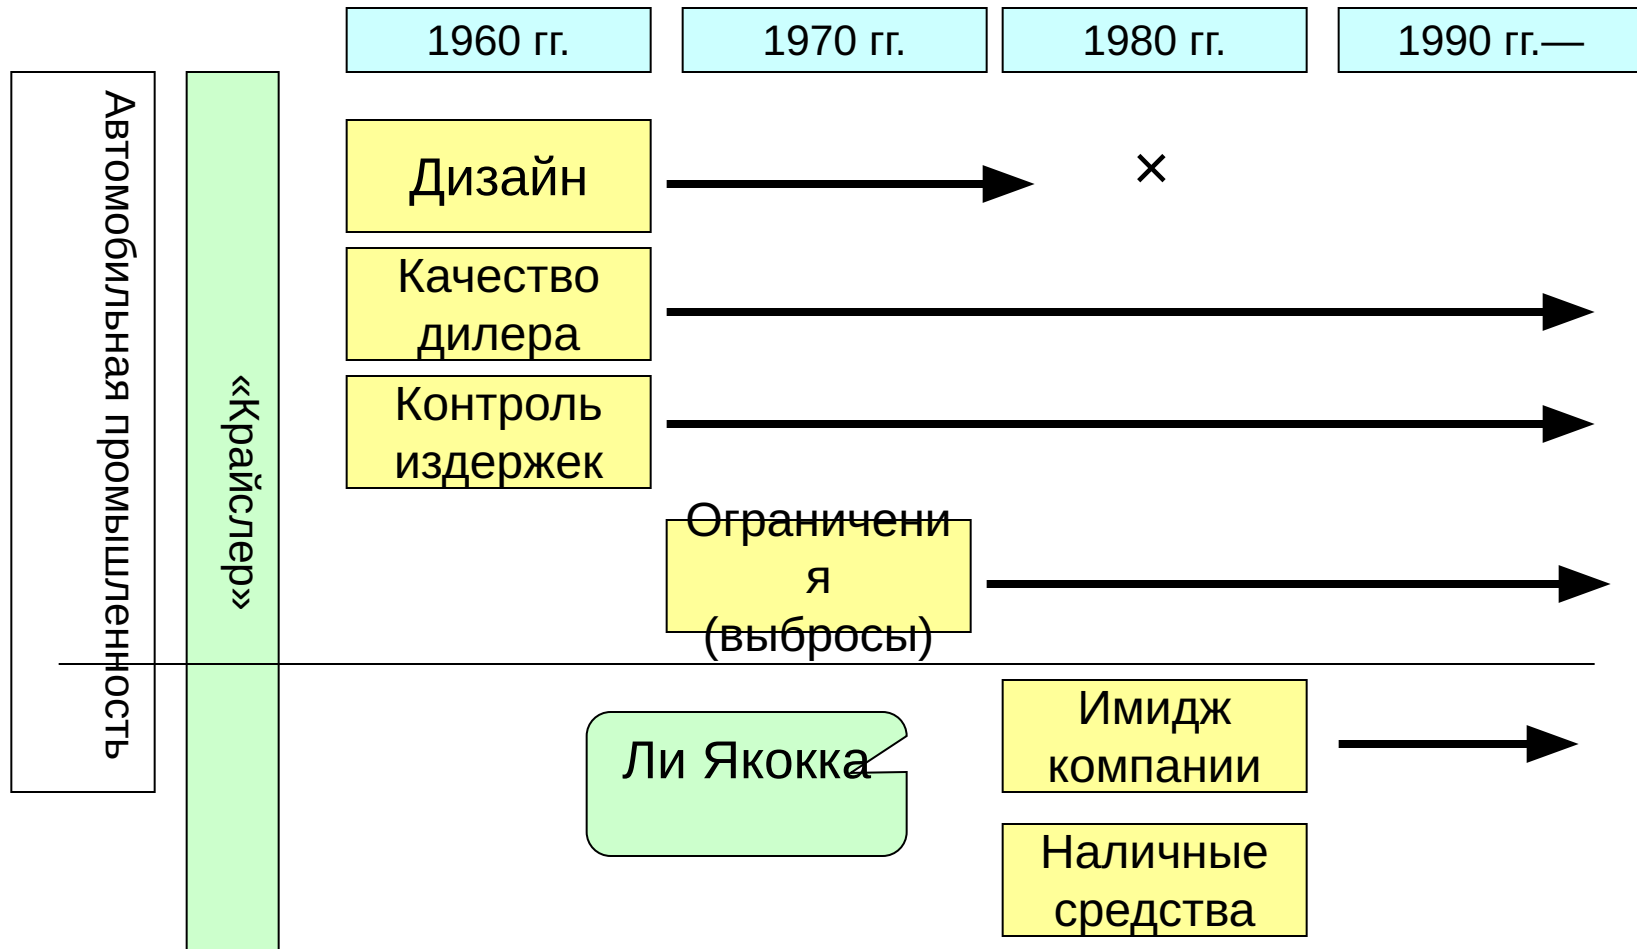 1960 гг.
1970 гг.
1980 гг.
1990 гг.—
Автомобильная промышленность
«Крайслер»
Дизайн
×
Качество
дилера
Контроль
издержек
Ограничени
я
(выбросы)
Ли Якокка
Имидж
компании
Наличные
средства